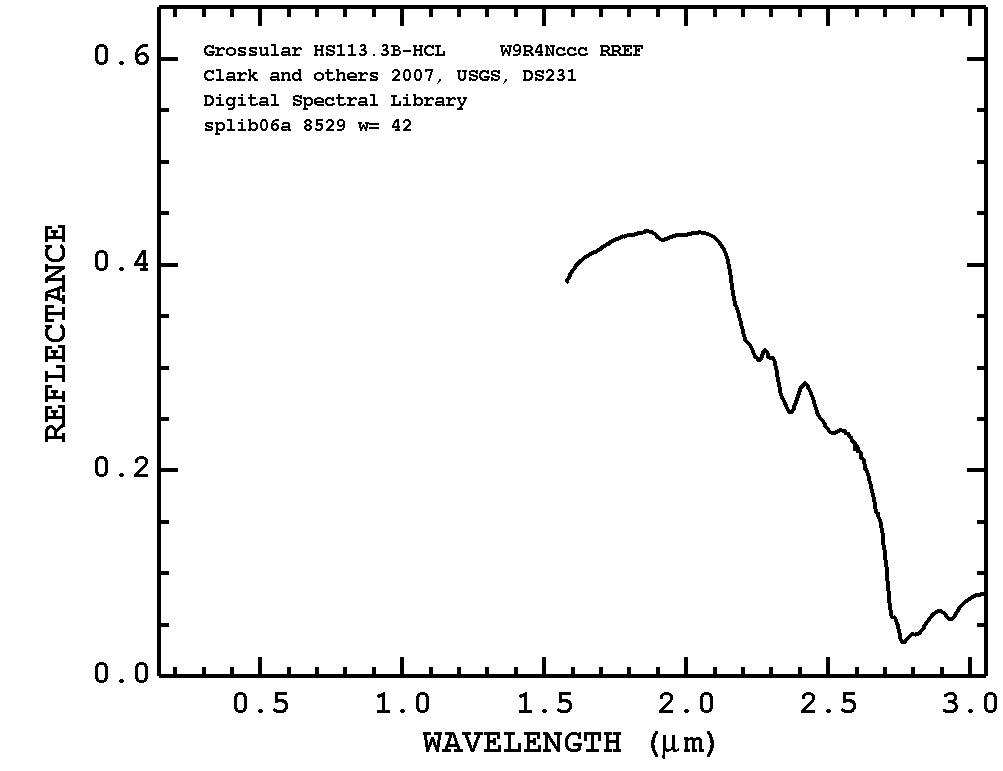 Grossular HS113.3B-HCL W9R4Nccc RREF
Clark and others 2007, USGS, DS231
Digital Spectral Library
splib06a 8529 w= 42
0.6
0.4
0.2
0.0
REFLECTANCE
0.5 1.0 1.5 2.0 2.5 3.0
WAVELENGTH (μm)